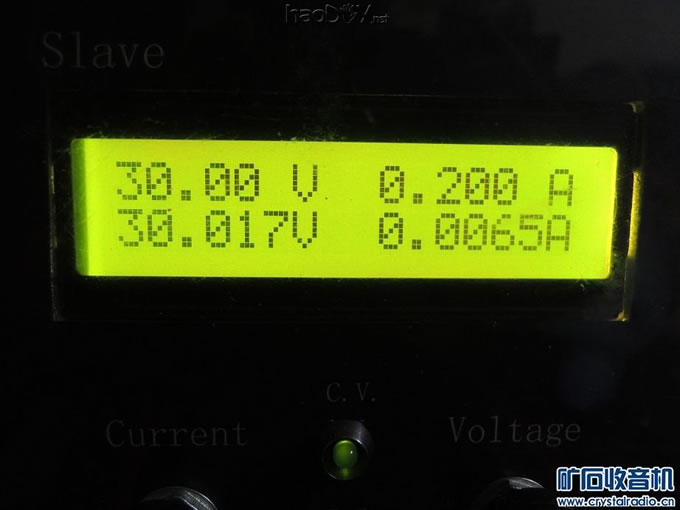 haoDIY.net
Slave
30.00 V 0.200 A
30.017V 0.0065A
C.V.
Current Voltage
矿石收音机
www.crystalradio.cn